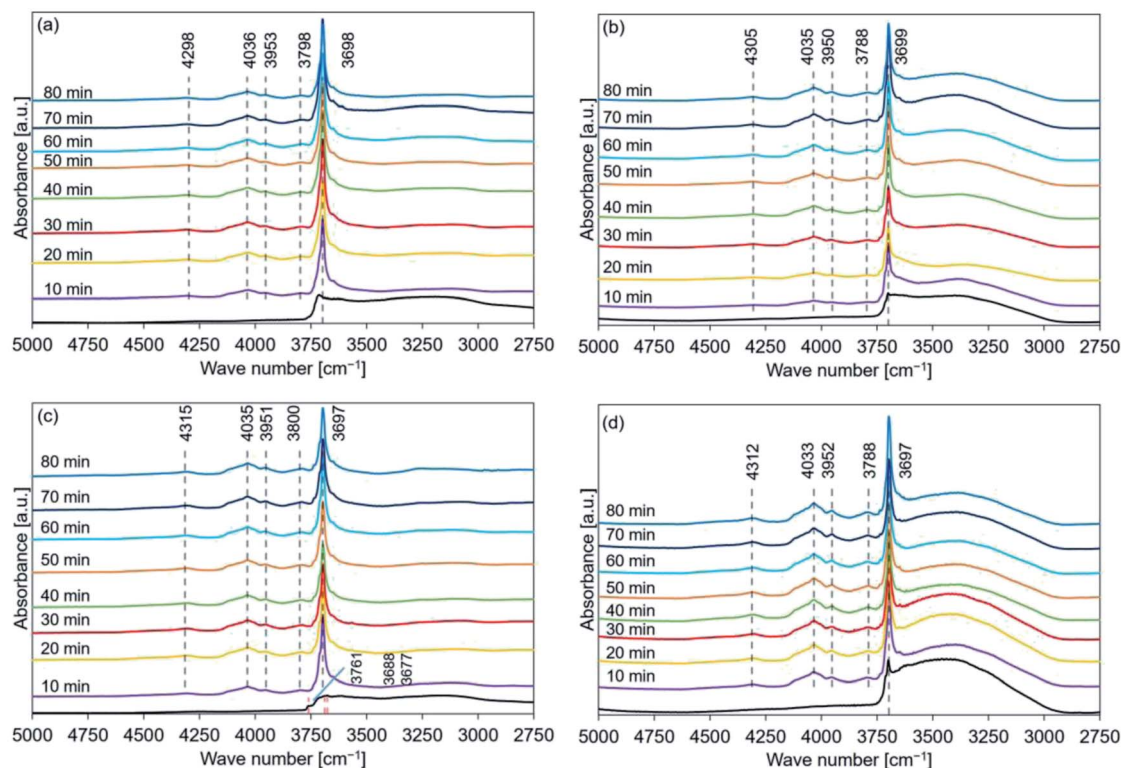 (a)
4298
4036
3953
3798
3698
80 min
70 min
60 min
50 min
40 min
30 min
20 min
10 min
Absorbance [a.u.]
5000 4750 4500 4250 4000 3750 3500 3250 3000 2750
Wave number [cm⁻¹]
(b)
4305
4035
3950
3788
3699
80 min
70 min
60 min
50 min
40 min
30 min
20 min
10 min
Absorbance [a.u.]
5000 4750 4500 4250 4000 3750 3500 3250 3000 2750
Wave number [cm⁻¹]
(c)
4315
4035
3951
3800
3697
80 min
70 min
60 min
50 min
40 min
30 min
20 min
10 min
3761
3688
3677
Absorbance [a.u.]
5000 4750 4500 4250 4000 3750 3500 3250 3000 2750
Wave number [cm⁻¹]
(d)
4312
4033
3952
3788
3697
80 min
70 min
60 min
50 min
40 min
30 min
20 min
10 min
Absorbance [a.u.]
5000 4750 4500 4250 4000 3750 3500 3250 3000 2750
Wave number [cm⁻¹]